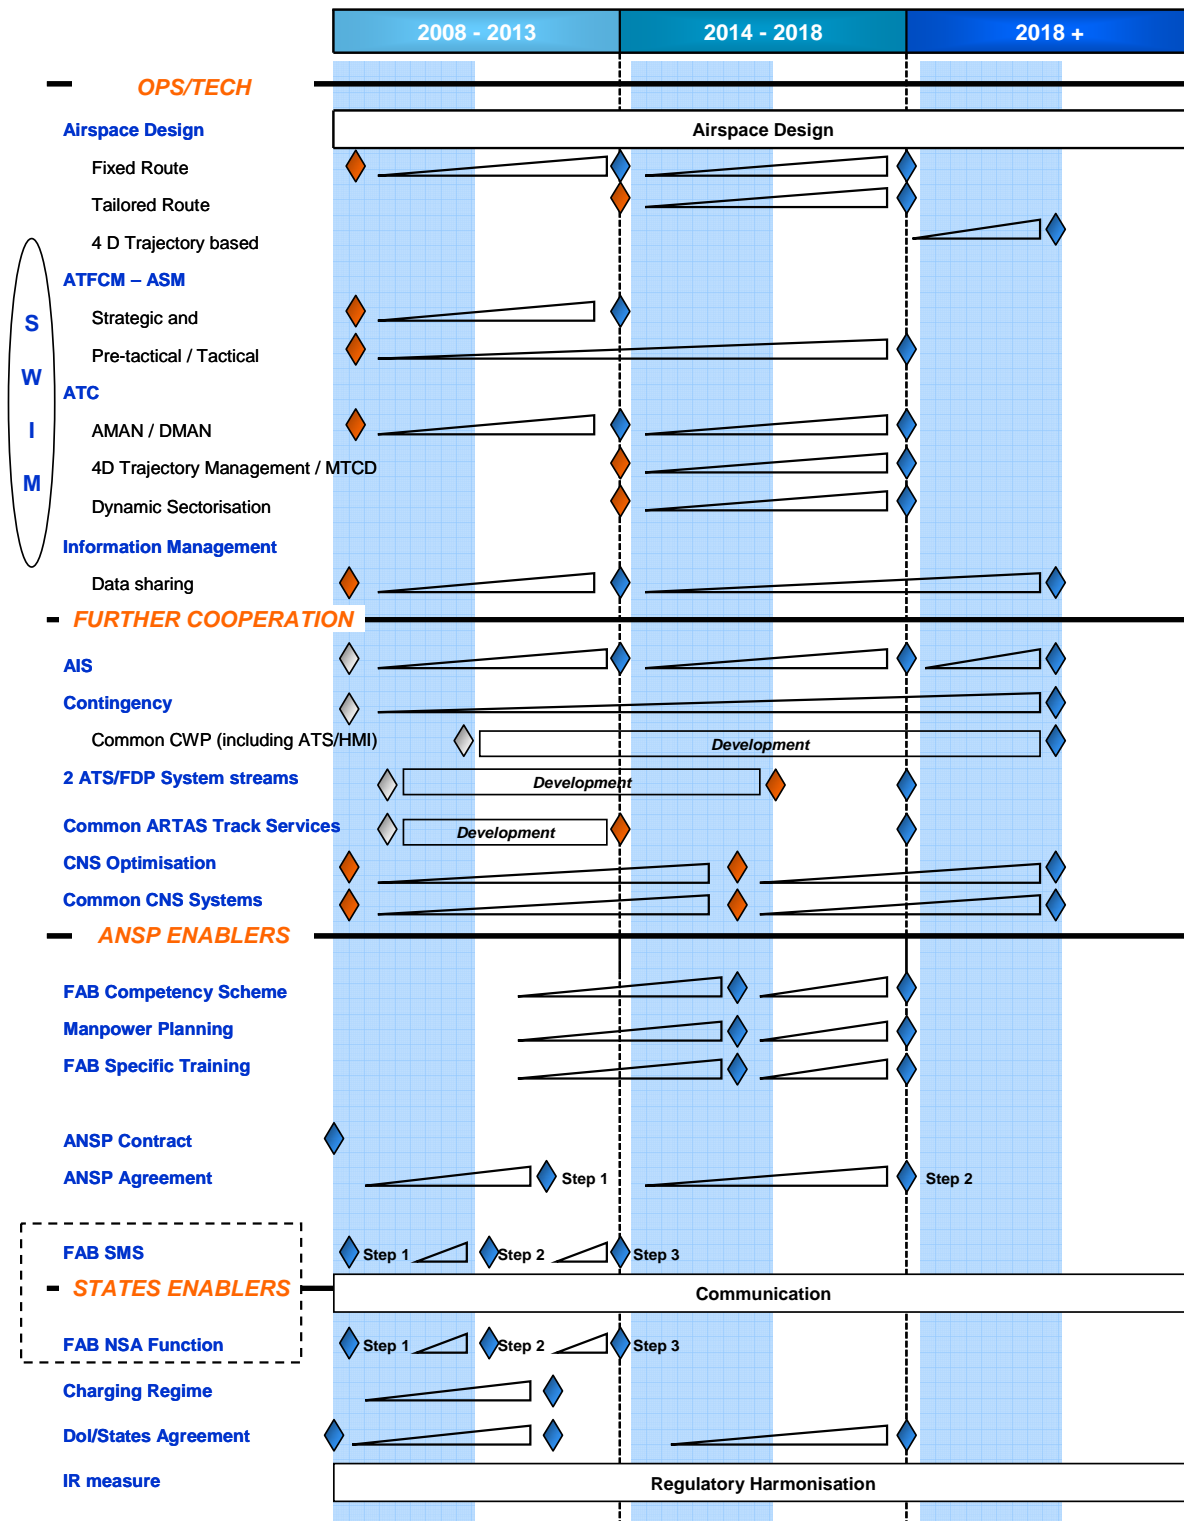 2008 - 2013
2014 - 2018
2018 +
OPS/TECH
Airspace Design
Airspace Design
Fixed Route
Tailored Route
4 D Trajectory based
ATFCM – ASM
Strategic and
Pre-tactical / Tactical
ATC
AMAN / DMAN
4D Trajectory Management / MTCD
Dynamic Sectorisation
Information Management
Data sharing
S
W
I
M
FURTHER COOPERATION
AIS
Contingency
Common CWP (including ATS/HMI)
Development
2 ATS/FDP System streams
Development
Common ARTAS Track Services
Development
CNS Optimisation
Common CNS Systems
ANSP ENABLERS
FAB Competency Scheme
Manpower Planning
FAB Specific Training
ANSP Contract
ANSP Agreement
Step 1
Step 2
FAB SMS
Step 1
Step 2
Step 3
STATES ENABLERS
Communication
FAB NSA Function
Step 1
Step 2
Step 3
Charging Regime
DoI/States Agreement
IR measure
Regulatory Harmonisation